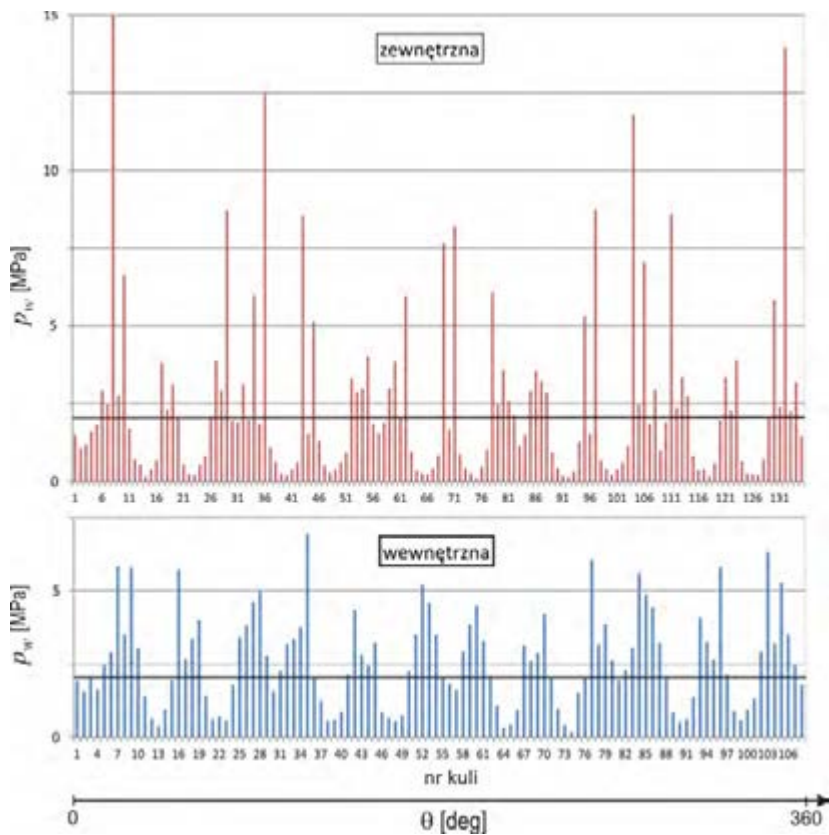 15
zewnętrzna
10
p_w [MPa]
5
0
1 6 11 16 21 26 31 36 41 46 51 56 61 66 71 76 81 86 91 96 101 106 111 116 121 126 131
wewnętrzna
5
p_w [MPa]
0
1 4 7 10 13 16 19 22 25 28 31 34 37 40 43 46 49 52 55 58 61 64 67 70 73 76 79 82 85 88 91 94 97 100 103 106
nr kuli
0 θ [deg] 360